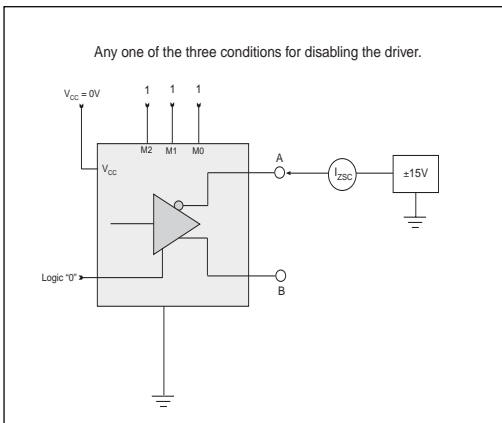 Any one of the three conditions for disabling the driver.
VCC = 0V
1 1 1
M2 M1 M0
VCC
A
IZSC
±15V
Logic "0"
B